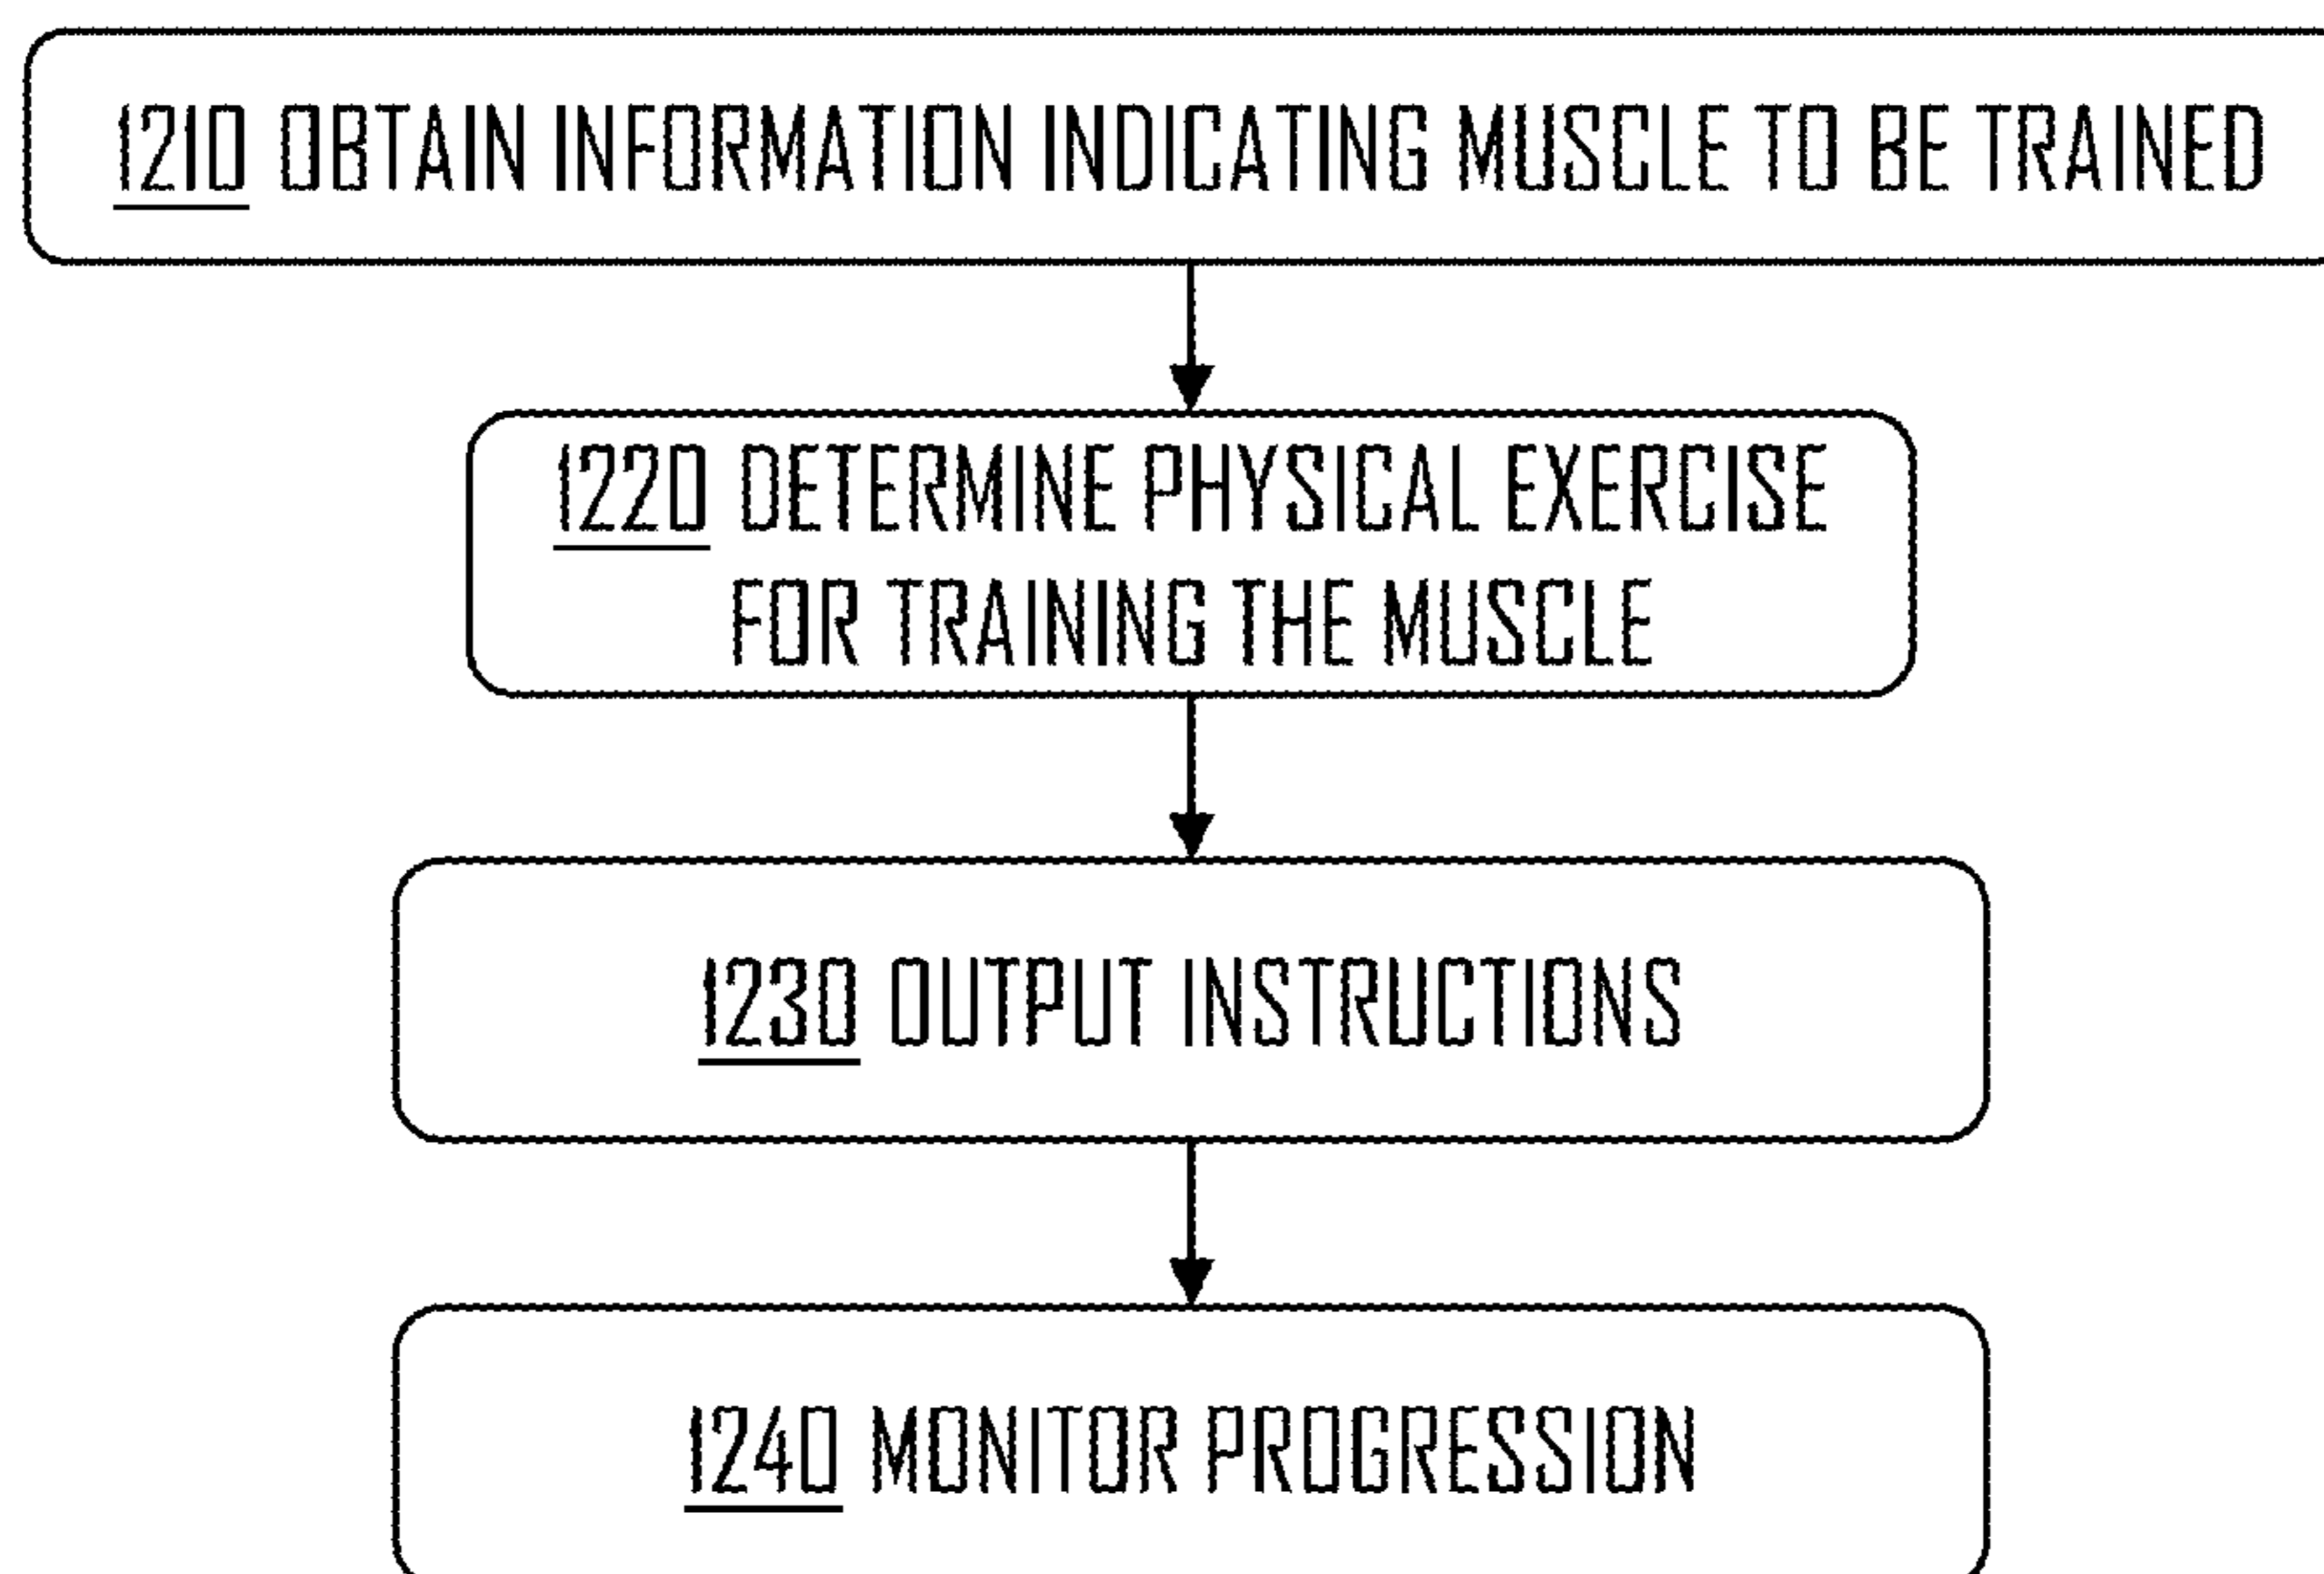 1210 OBTAIN INFORMATION INDICATING MUSCLE TO BE TRAINED
1220 DETERMINE PHYSICAL EXERCISE
FOR TRAINING THE MUSCLE
1230 OUTPUT INSTRUCTIONS
1240 MONITOR PROGRESSION